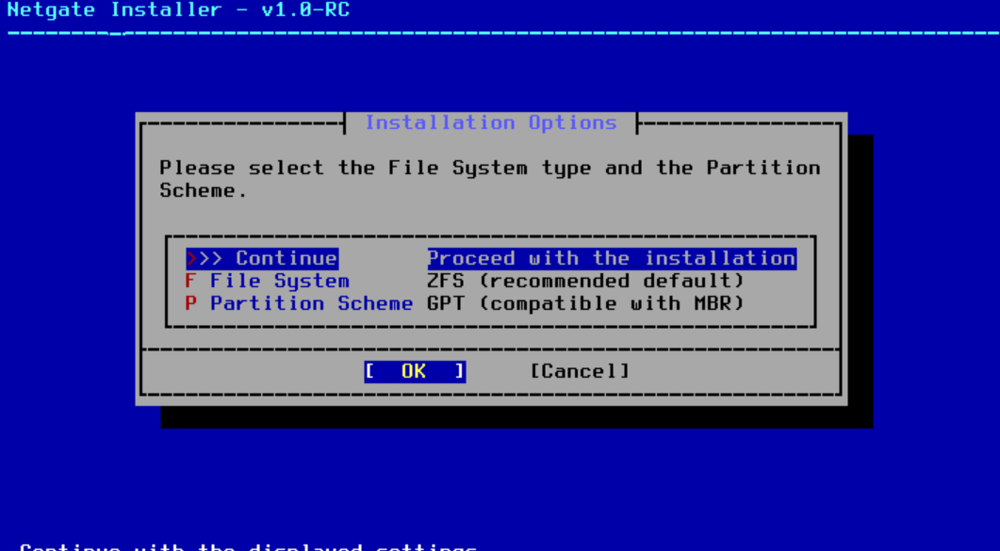 Netgate Installer - v1.0-RC
Installation Options
Please select the File System type and the Partition
Scheme.
>>> Continue Proceed with the installation
F File System ZFS (recommended default)
P Partition Scheme GPT (compatible with MBR)
[ OK ] [Cancel]
Continue with the displayed settings